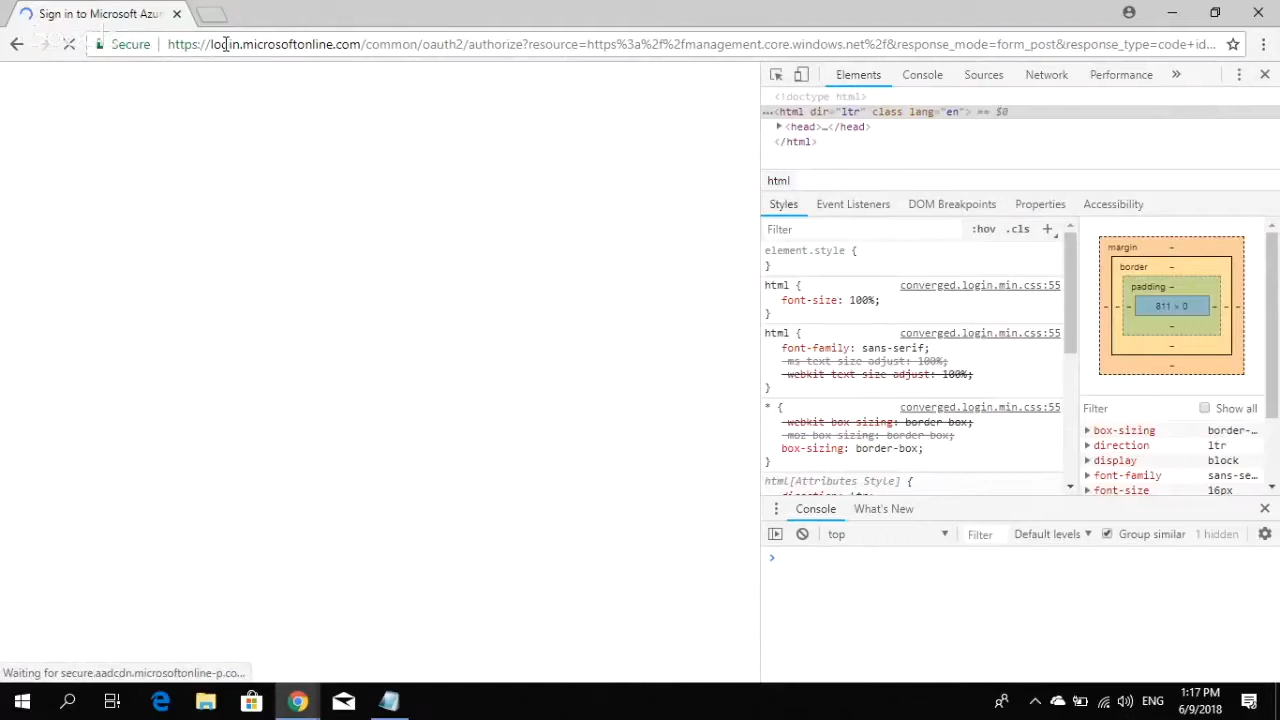 Sign in to Microsoft Azur
Secure
https://login.microsoftonline.com/common/oauth2/authorize?resource=https%3a%2f%2fmanagement.core.windows.net%2f&response_mode=form_post&response_type=code+id...
Elements Console Sources Network Performance »
<!doctype html>
...<html dir="ltr" class lang="en"> == $0
<head>…</head>
</html>
html
Styles Event Listeners DOM Breakpoints Properties Accessibility
Filter :hov .cls +
element.style {
}
html { converged.login.min.css:55
font-size: 100%;
}
html { converged.login.min.css:55
font-family: sans-serif;
-ms-text-size-adjust: 100%;
-webkit-text-size-adjust: 100%;
}
* { converged.login.min.css:55
-webkit-box-sizing: border-box;
-moz-box-sizing: border-box;
box-sizing: border-box;
}
html[Attributes Style] {
direction: ltr;
margin –
border –
padding –
811 × 0
–
–
–
Filter Show all
box-sizing border-…
direction ltr
display block
font-family sans-se…
font-size 16px
Console What's New
top Filter Default levels Group similar 1 hidden
>
Waiting for secure.aadcdn.microsoftonline-p.co...
ENG
1:17 PM
6/9/2018